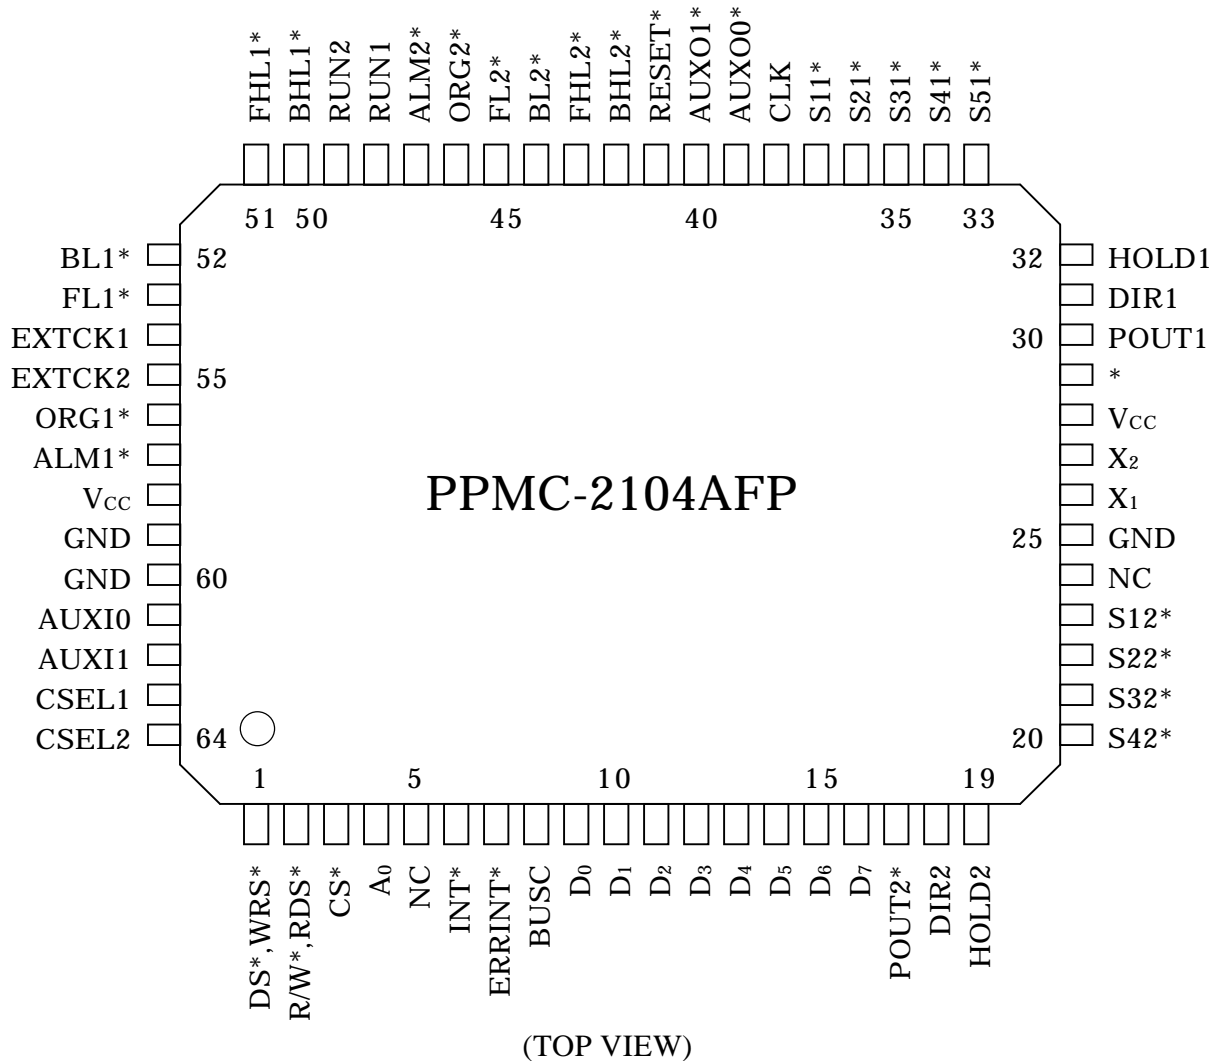 FHL1*
BHL1*
RUN2
RUN1
ALM2*
ORG2*
FL2*
BL2*
FHL2*
BHL2*
RESET*
AUXO1*
AUXO0*
CLK
S11*
S21*
S31*
S41*
S51*
51 50 45 40 35 33
BL1* 52 32 HOLD1
FL1* DIR1
EXTCK1 30 POUT1
EXTCK2 55 *
ORG1* VCC
ALM1* X2
VCC PPMC-2104AFP X1
GND 25 GND
GND 60 NC
AUXI0 S12*
AUXI1 S22*
CSEL1 S32*
CSEL2 64 20 S42*
1 5 10 15 19
DS*,WRS*
R/W*,RDS*
CS*
A0
NC
INT*
ERRINT*
BUSC
D0
D1
D2
D3
D4
D5
D6
D7
POUT2*
DIR2
HOLD2
(TOP VIEW)